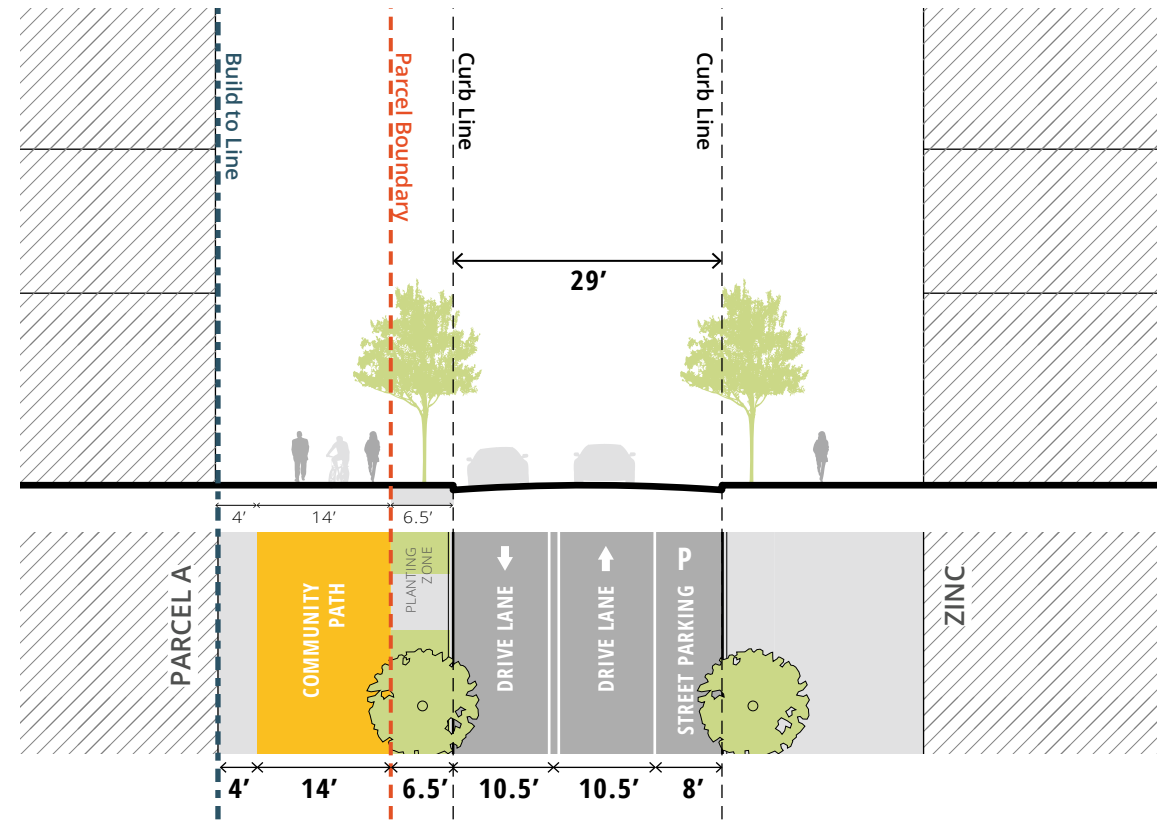 Build to Line
Parcel Boundary
Curb Line
Curb Line
29’
4’
14’
6.5’
PARCEL A
COMMUNITY
PATH
PLANTING
ZONE
DRIVE LANE
DRIVE LANE
P
STREET PARKING
ZINC
4’
14’
6.5’
10.5’
10.5’
8’